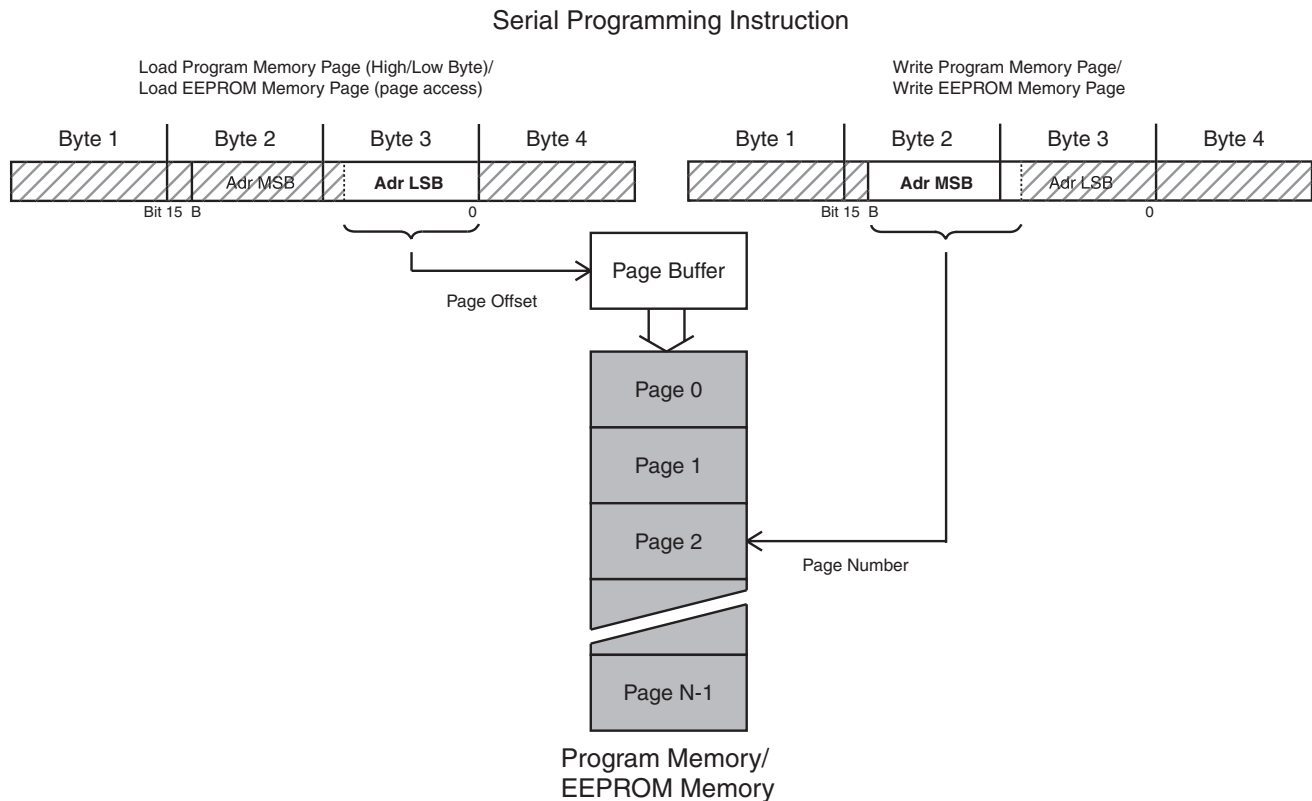 Serial Programming Instruction
Load Program Memory Page (High/Low Byte)/
Load EEPROM Memory Page (page access)
Byte 1 Byte 2 Byte 3 Byte 4
Adr MSB Adr LSB
Bit 15 B 0
Write Program Memory Page/
Write EEPROM Memory Page
Byte 1 Byte 2 Byte 3 Byte 4
Adr MSB Adr LSB
Bit 15 B 0
Page Offset
Page Buffer
Page 0
Page 1
Page 2
Page Number
Page N-1
Program Memory/
EEPROM Memory